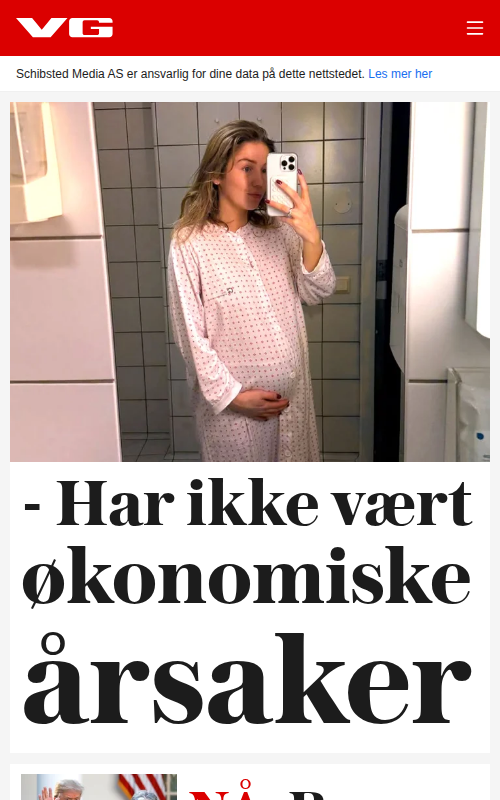 VG
Schibsted Media AS er ansvarlig for dine data på dette nettstedet. Les mer her
- Har ikke vært
økonomiske
årsaker
NÅ